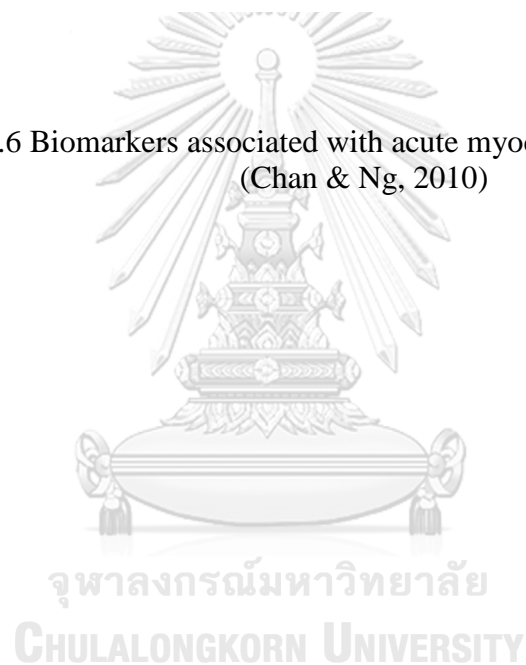 .6 Biomarkers associated with acute myoc
(Chan & Ng, 2010)
จุฬาลงกรณ์มหาวิทยาลัย
CHULALONGKORN UNIVERSITY